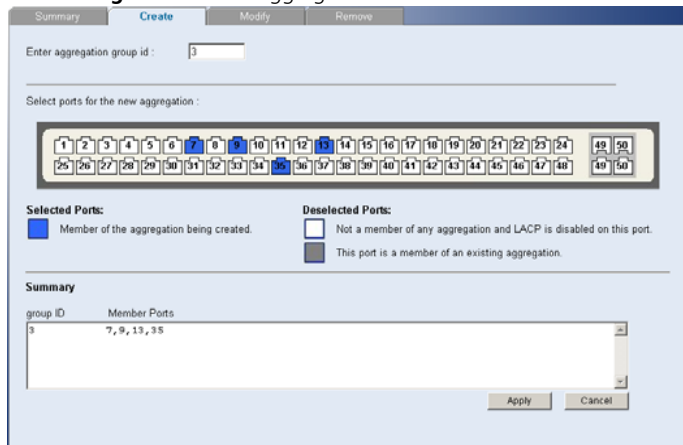 Summary Create Modify Remove
Enter aggregation group id : 3
Select ports for the new aggregation :
1 2 3 4 5 6 7 8 9 10 11 12 13 14 15 16 17 18 19 20 21 22 23 24 49 50
25 26 27 28 29 30 31 32 33 34 35 36 37 38 39 40 41 42 43 44 45 46 47 48 49 50
Selected Ports: Deselected Ports:
Member of the aggregation being created. Not a member of any aggregation and LACP is disabled on this port.
This port is a member of an existing aggregation.
Summary
group ID Member Ports
3 7,9,13,35
Apply Cancel